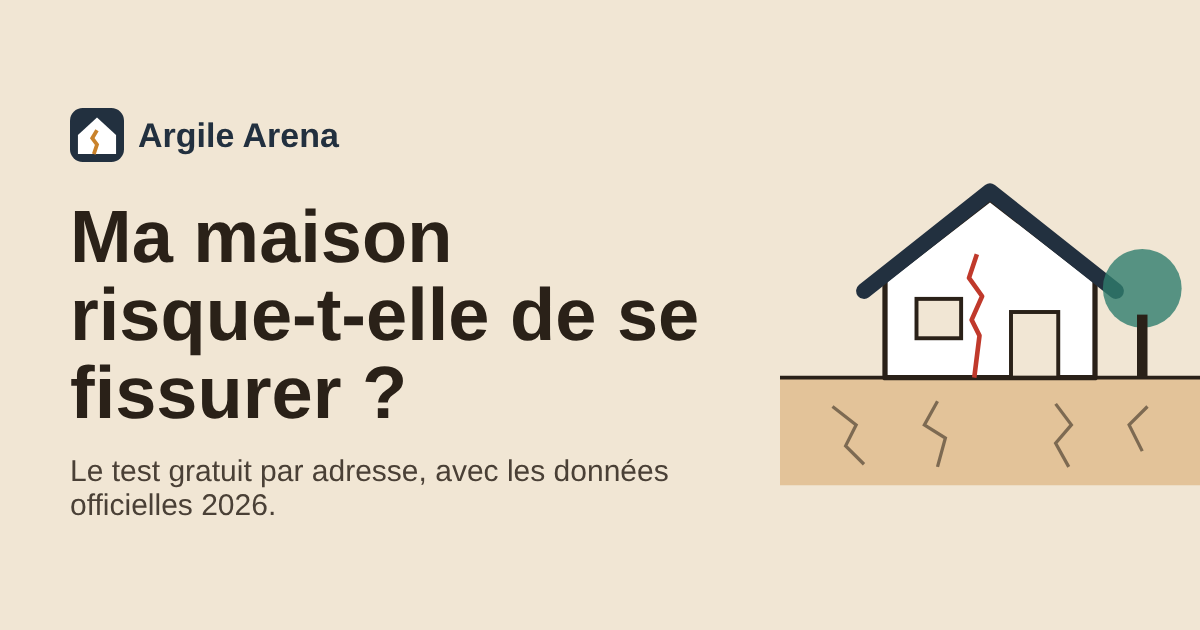 Argile Arena
Ma maison
risque-t-elle de se
fissurer ?
Le test gratuit par adresse, avec les données
officielles 2026.